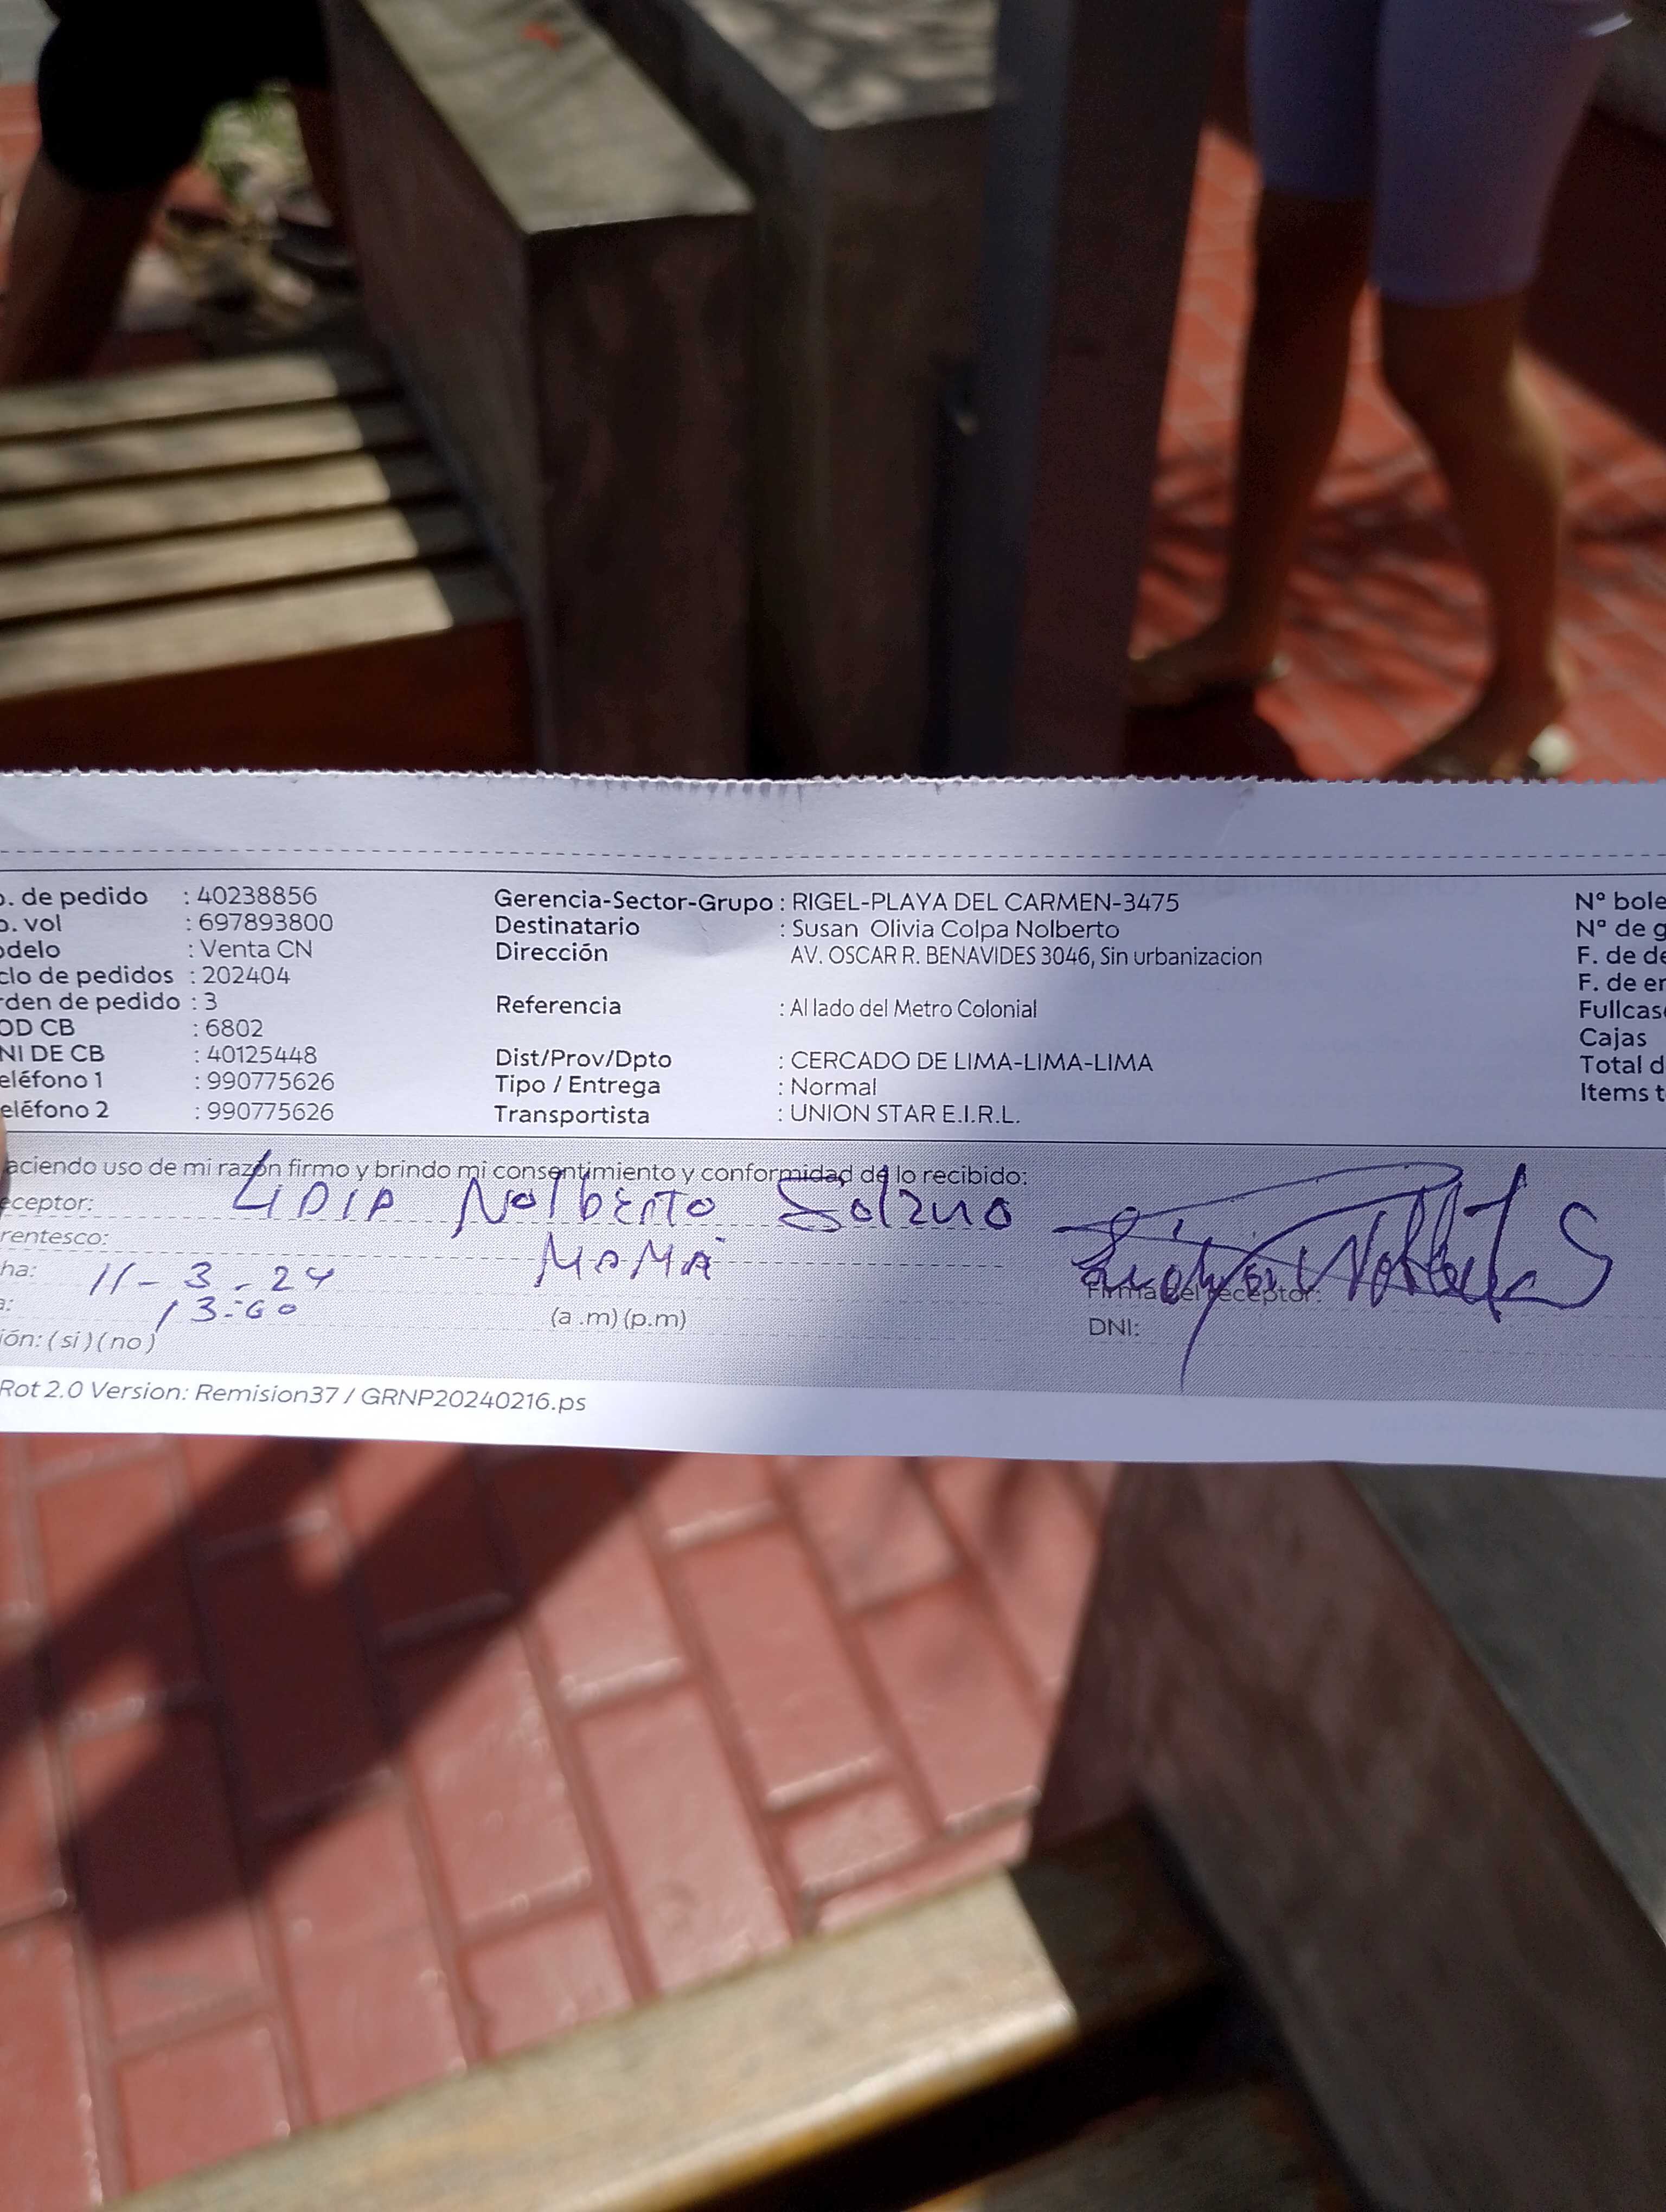 o. de pedido : 40238856
o. vol : 697893800
odelo : Venta CN
clo de pedidos : 202404
rden de pedido : 3
OD CB : 6802
NI DE CB : 40125448
eléfono 1 : 990775626
eléfono 2 : 990775626
Gerencia-Sector-Grupo : RIGEL-PLAYA DEL CARMEN-3475
Destinatario : Susan Olivia Colpa Nolberto
Dirección AV. OSCAR R. BENAVIDES 3046, Sin urbanizacion
Referencia : Al lado del Metro Colonial
Dist/Prov/Dpto : CERCADO DE LIMA-LIMA-LIMA
Tipo / Entrega : Normal
Transportista : UNION STAR E.I.R.L.
Nº bole
Nº de g
F. de de
F. de en
Fullcas
Cajas
Total d
Items t
aciendo uso de mi razón firmo y brindo mi consentimiento y conformidad de lo recibido:
eceptor: LIDIA Nolberto
rentesco: MAMÁ
ha: 11-3-24
a: (a .m) (p.m)
Firma del receptor:
DNI:
ión: ( si ) ( no )
Rot 2.0 Version: Remision37 / GRNP20240216.ps